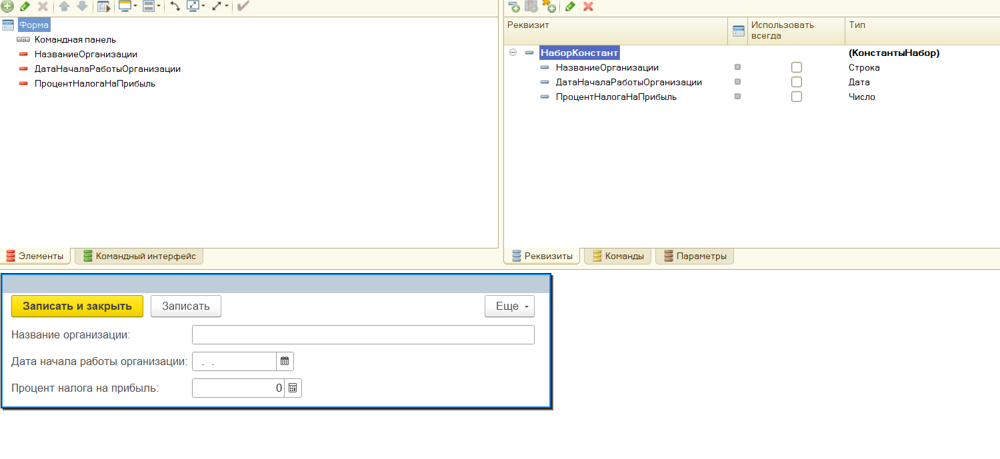 Форма
Командная панель
НазваниеОрганизации
ДатаНачалаРаботыОрганизации
ПроцентНалогаНаПрибыль
Элементы
Командный интерфейс
Реквизит
Использовать
всегда
Тип
НаборКонстант
(КонстантыНабор)
НазваниеОрганизации
Строка
ДатаНачалаРаботыОрганизации
Дата
ПроцентНалогаНаПрибыль
Число
Реквизиты
Команды
Параметры
Записать и закрыть
Записать
Еще
Название организации:
Дата начала работы организации:
. .
Процент налога на прибыль:
0